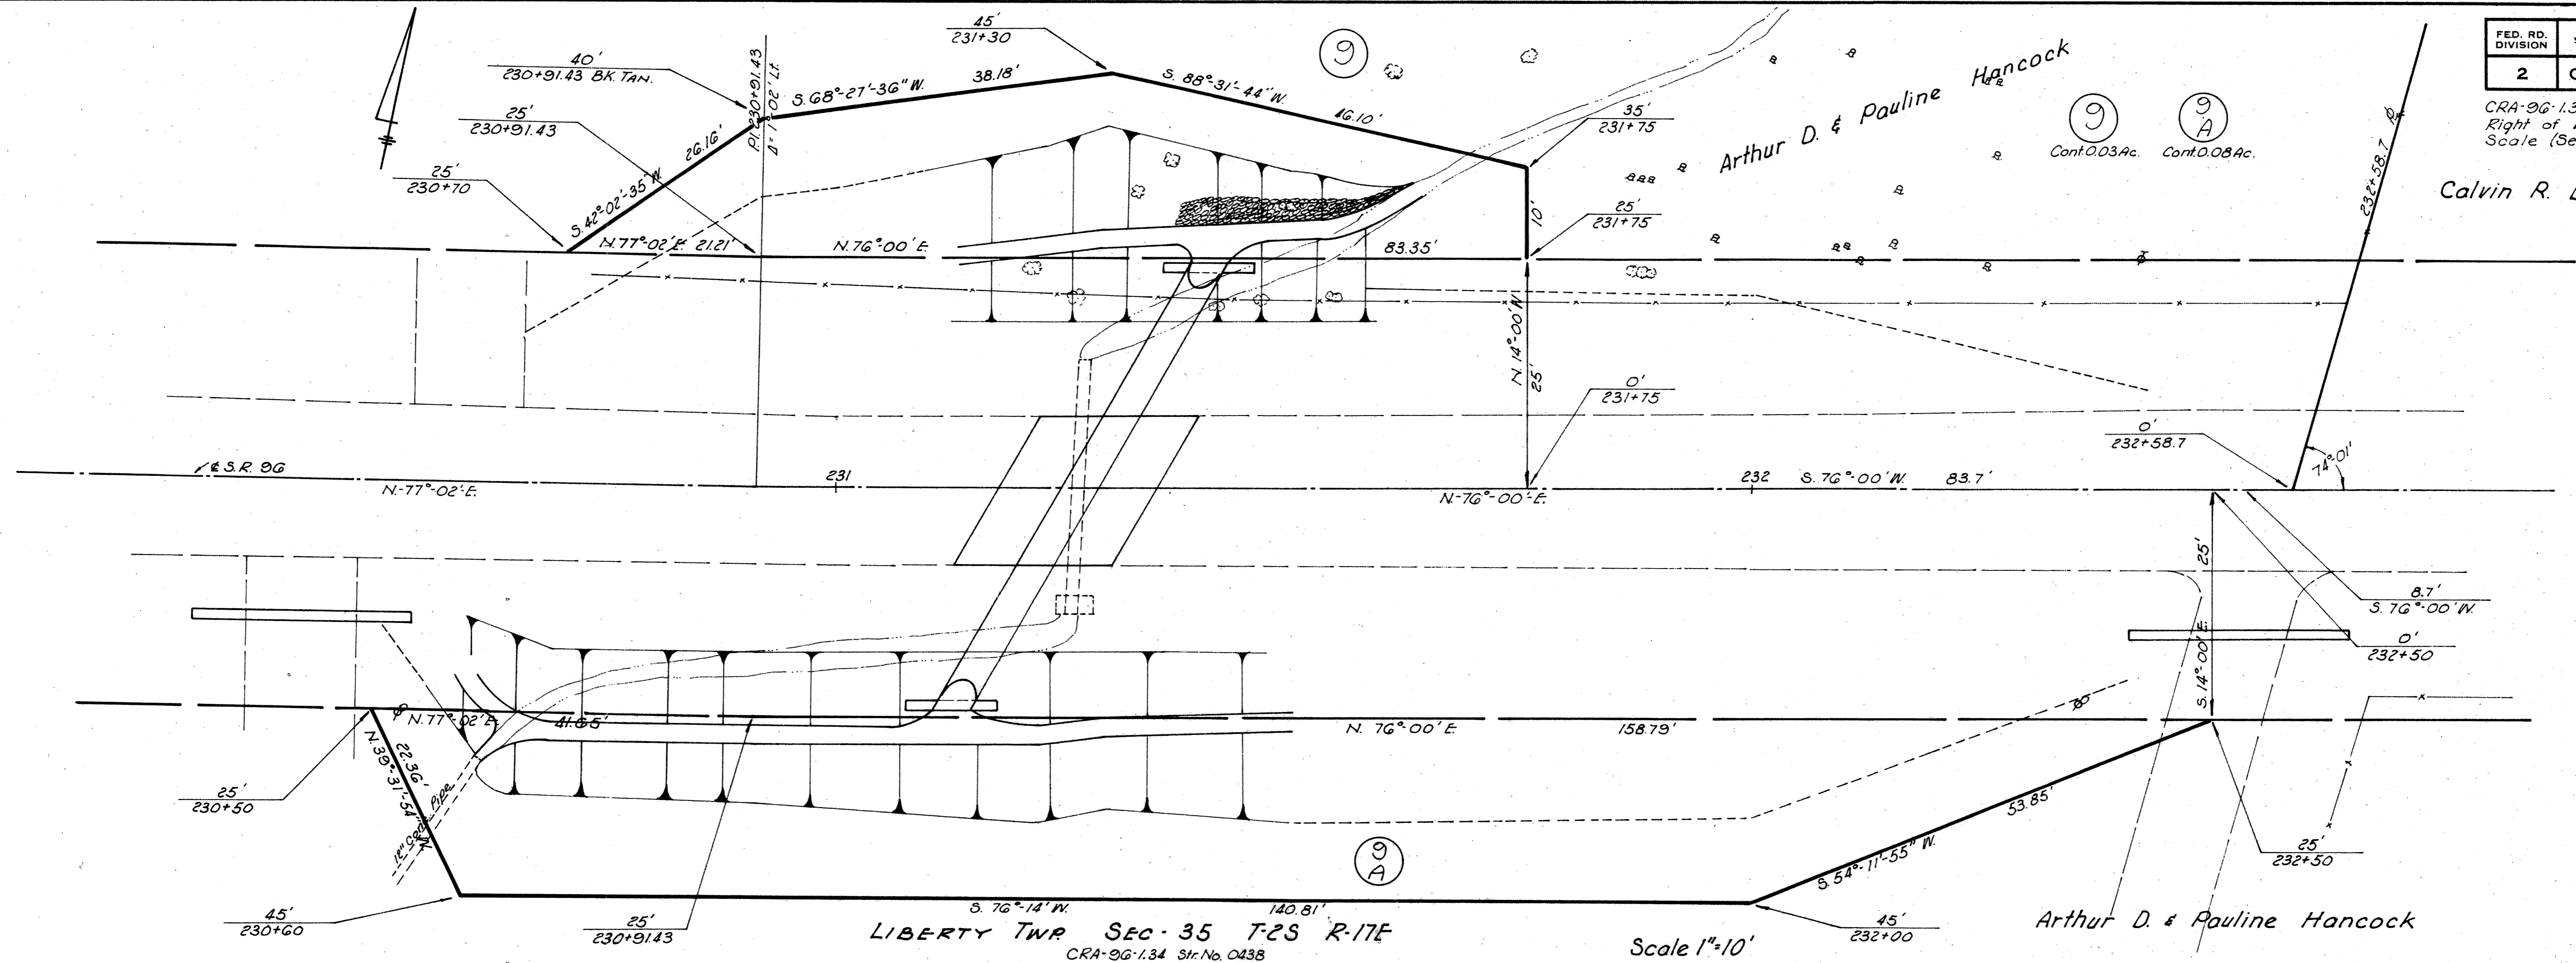 45'
231+30
40'
230+91.43 BK. TAN.
25'
230+91.43
25'
230+70
P.I. 230+91.43
Δ = 1°-02' Lt.
S. 68°-27'-36" W. 38.18'
S. 88°-31'-44" W. 46.10'
S. 42°-02'-35" W. 26.16'
9
35'
231+75
10'
25'
231+75
Arthur D. & Pauline Hancock
9
Cont. 0.03 Ac.
9
A
Cont. 0.08 Ac.
FED. RD.
DIVISION
2
CRA-96-1.3
Right of
Scale (Se
Calvin R.
232+58.7
N. 77°-02' E. 21.21'
N. 76°-00' E. 83.35'
N. 14°-00' W.
25'
0'
231+75
0'
232+58.7
74°-01'
℄ S.R. 96
N.-77°-02'-E.
231
N.-76°-00'-E.
232
S. 76°-00' W. 83.7'
S. 14°-00' E. 25'
8.7'
S. 76°-00' W.
0'
232+50
N. 77°-02' E. 41.65'
N. 76°-00' E. 158.79'
25'
230+50
22.36'
N. 39°-31'-54" W.
12" Conc. Pipe
53.85'
S. 54°-11'-55" W.
25'
232+50
9
A
45'
230+60
25'
230+91.43
S. 76°-14' W. 140.81'
45'
232+00
LIBERTY TWP. SEC-35 T-2S R-17E
CRA-96-1.34 Str. No. 0438
Scale 1"=10'
Arthur D. & Pauline Hancock